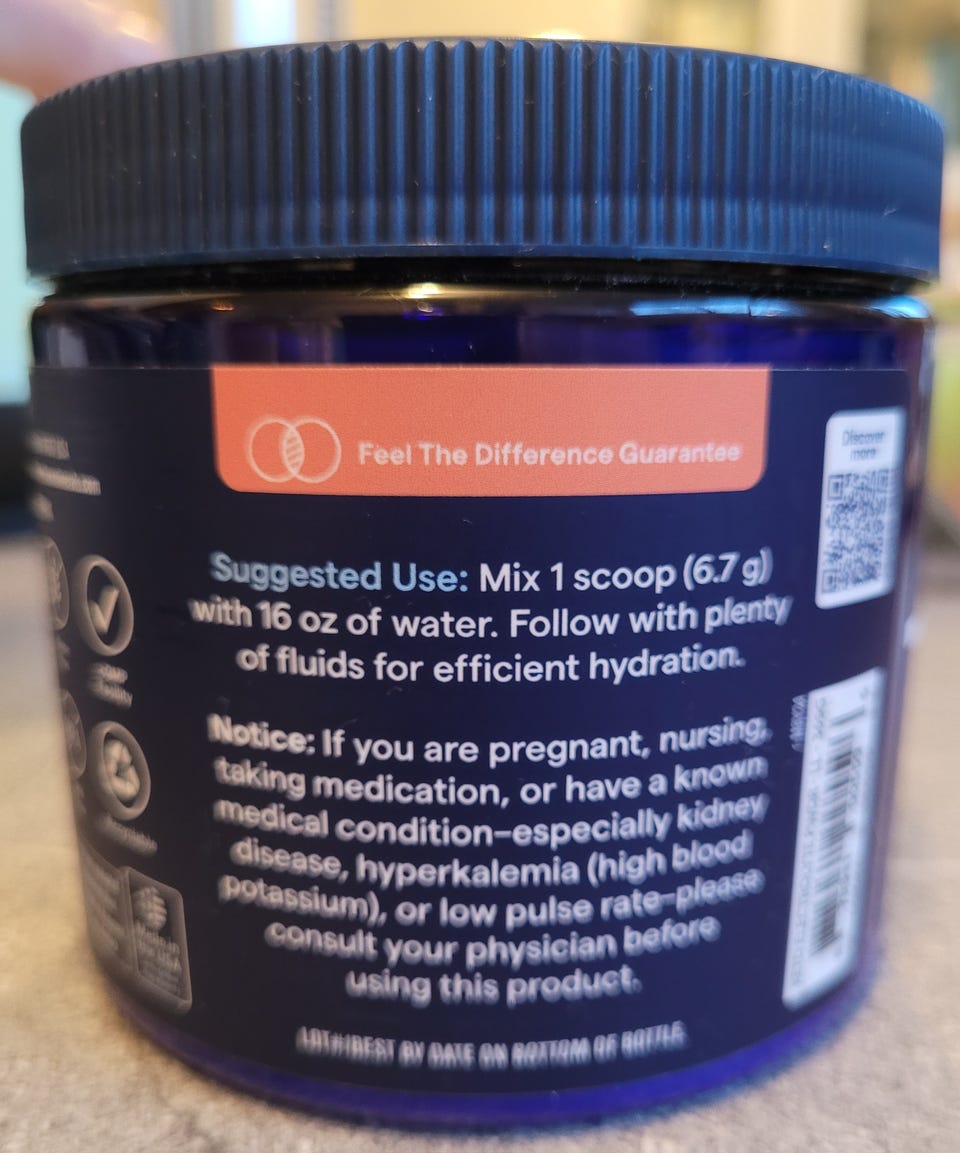 Feel The Difference Guarantee
Discover
more
Suggested Use: Mix 1 scoop (6.7 g)
with 16 oz of water. Follow with plenty
of fluids for efficient hydration.
Notice: If you are pregnant, nursing,
taking medication, or have a known
medical condition–especially kidney
disease, hyperkalemia (high blood
potassium), or low pulse rate–please
consult your physician before
using this product.
LOT#/BEST BY DATE ON BOTTOM OF BOTTLE
Made in
USA